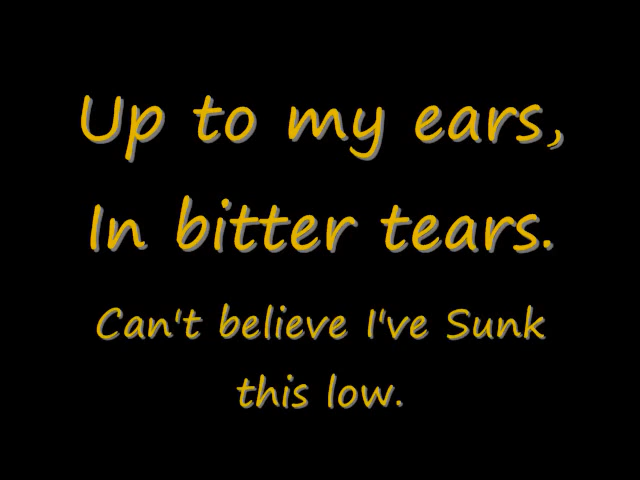 Up to my ears,
In bitter tears.
Can't believe I've Sunk
this low.